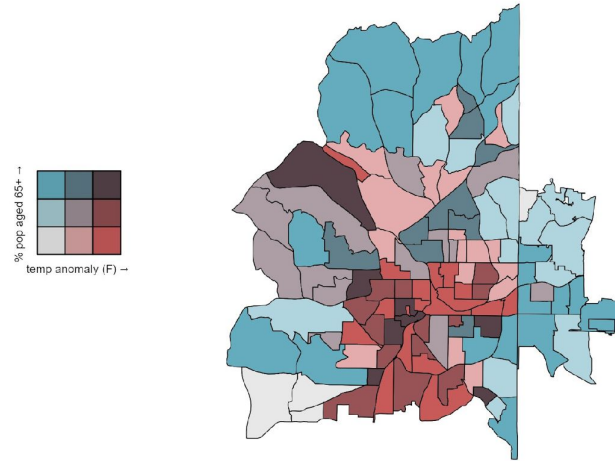 % pop aged 65+ →
temp anomaly (F) →